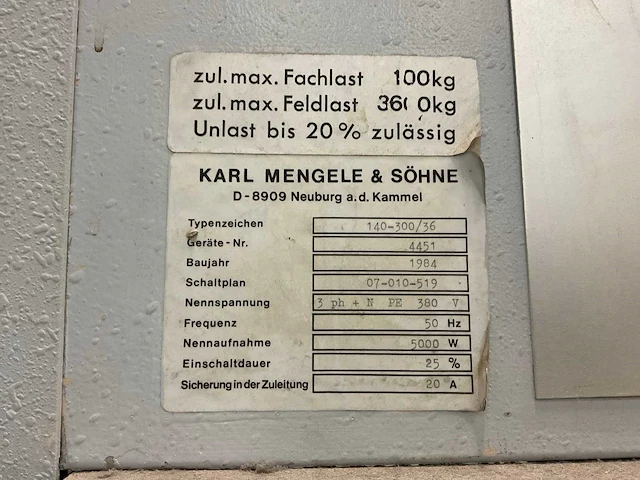 zul. max. Fachlast 100kg
zul. max. Feldlast 3600kg
Unlast bis 20% zulässig
KARL MENGELE & SÖHNE
D-8909 Neuburg a.d. Kammel
Typenzeichen 140-300/36
Geräte-Nr. 4451
Baujahr 1984
Schaltplan 07-010-519
Nennspannung 3 ph + N PE 380 V
Frequenz 50 Hz
Nennaufnahme 5000 W
Einschaltdauer 25 %
Sicherung in der Zuleitung 20 A